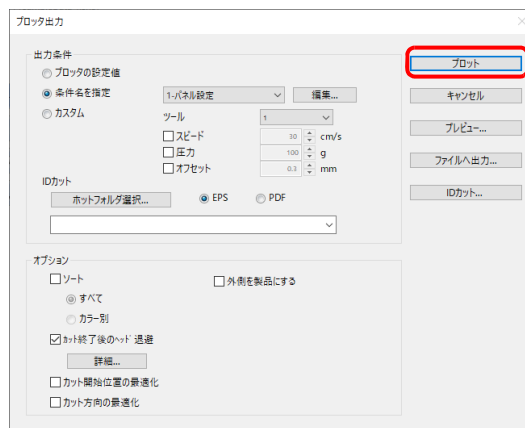 プロッタ出力
出力条件
プロッタの設定値
条件名を指定
1-パネル設定
編集...
カスタム
ツール
1
スピード
30
cm/s
圧力
100
g
オフセット
0.3
mm
IDカット
ホットフォルダ選択...
EPS
PDF
オプション
ソート
外側を製品にする
すべて
カラー別
カット終了後のヘッド退避
詳細...
カット開始位置の最適化
カット方向の最適化
プロット
キャンセル
プレビュー...
ファイルへ出力...
IDカット...